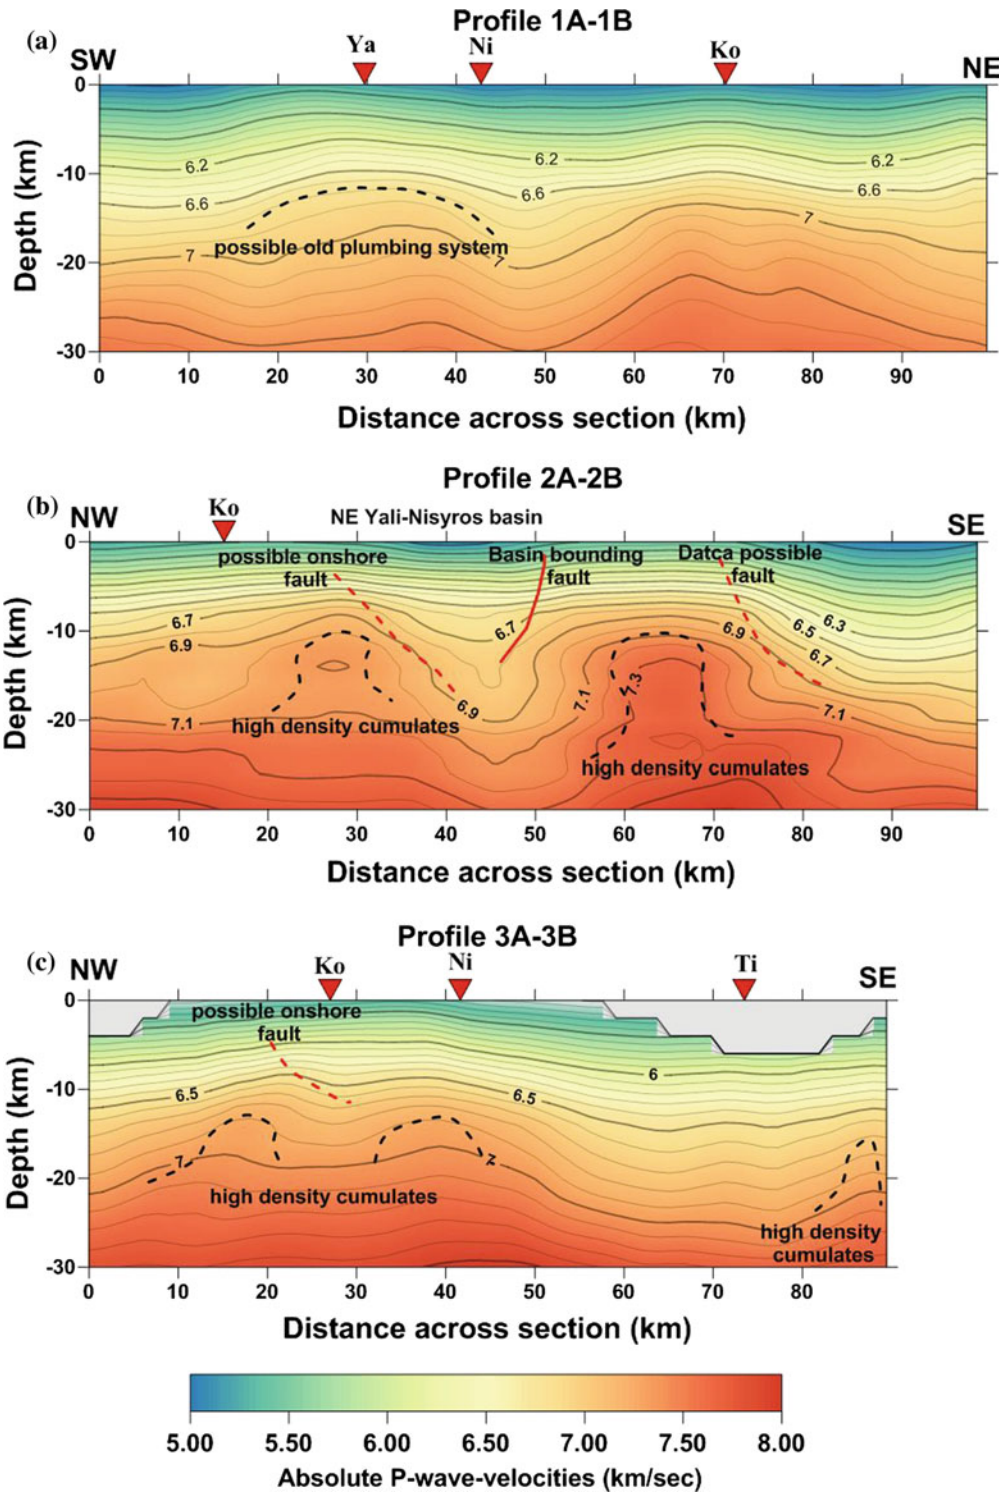 Profile 1A-1B
(a)
SW
Ya
Ni
Ko
NE
0
-10
-20
-30
Depth (km)
6.2
6.2
6.2
6.6
6.6
6.6
7
7
7
possible old plumbing system
0 10 20 30 40 50 60 70 80 90
Distance across section (km)
Profile 2A-2B
(b)
NW
Ko
NE Yali-Nisyros basin
SE
possible onshore
fault
Basin bounding
fault
Datca possible
fault
0
-10
-20
-30
Depth (km)
6.7
6.9
7.1
6.9
6.7
7.1
7.3
6.9
6.5
6.3
6.7
7.1
high density cumulates
high density cumulates
0 10 20 30 40 50 60 70 80 90
Distance across section (km)
Profile 3A-3B
(c)
NW
Ko
Ni
Ti
SE
possible onshore
fault
0
-10
-20
-30
Depth (km)
6.5
6.5
6
7
7
high density cumulates
high density
cumulates
0 10 20 30 40 50 60 70 80
Distance across section (km)
5.00 5.50 6.00 6.50 7.00 7.50 8.00
Absolute P-wave-velocities (km/sec)